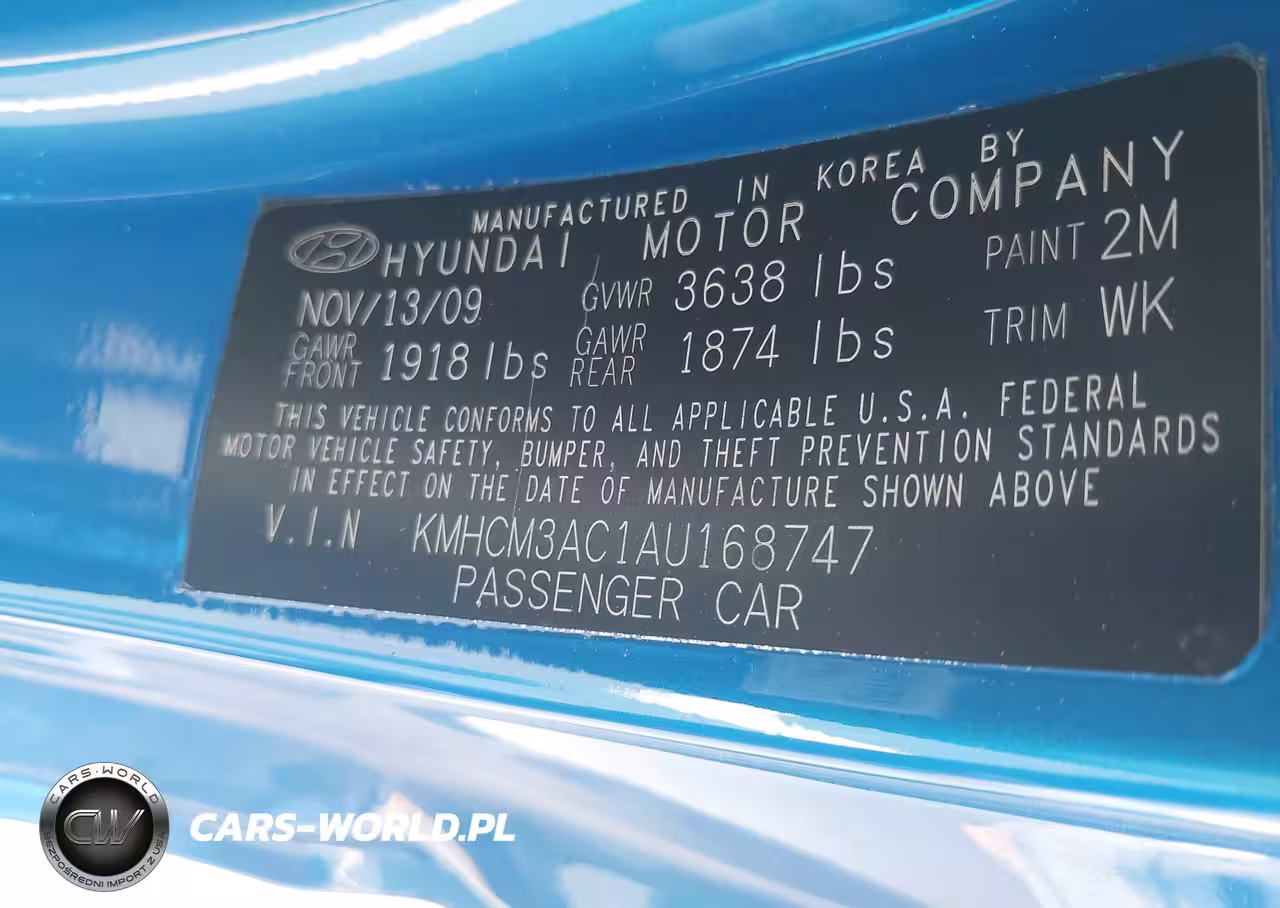 MANUFACTURED IN KOREA BY
HYUNDAI MOTOR COMPANY
NOV/13/09 GVWR 3638 lbs PAINT 2M
GAWR FRONT 1918 lbs GAWR REAR 1874 lbs TRIM WK
THIS VEHICLE CONFORMS TO ALL APPLICABLE U.S.A. FEDERAL
MOTOR VEHICLE SAFETY, BUMPER, AND THEFT PREVENTION STANDARDS
IN EFFECT ON THE DATE OF MANUFACTURE SHOWN ABOVE
V.I.N KMHCM3AC1AU168747
PASSENGER CAR
CARS-WORLD
CW
BEZPOŚREDNI IMPORT Z USA
CARS-WORLD.PL